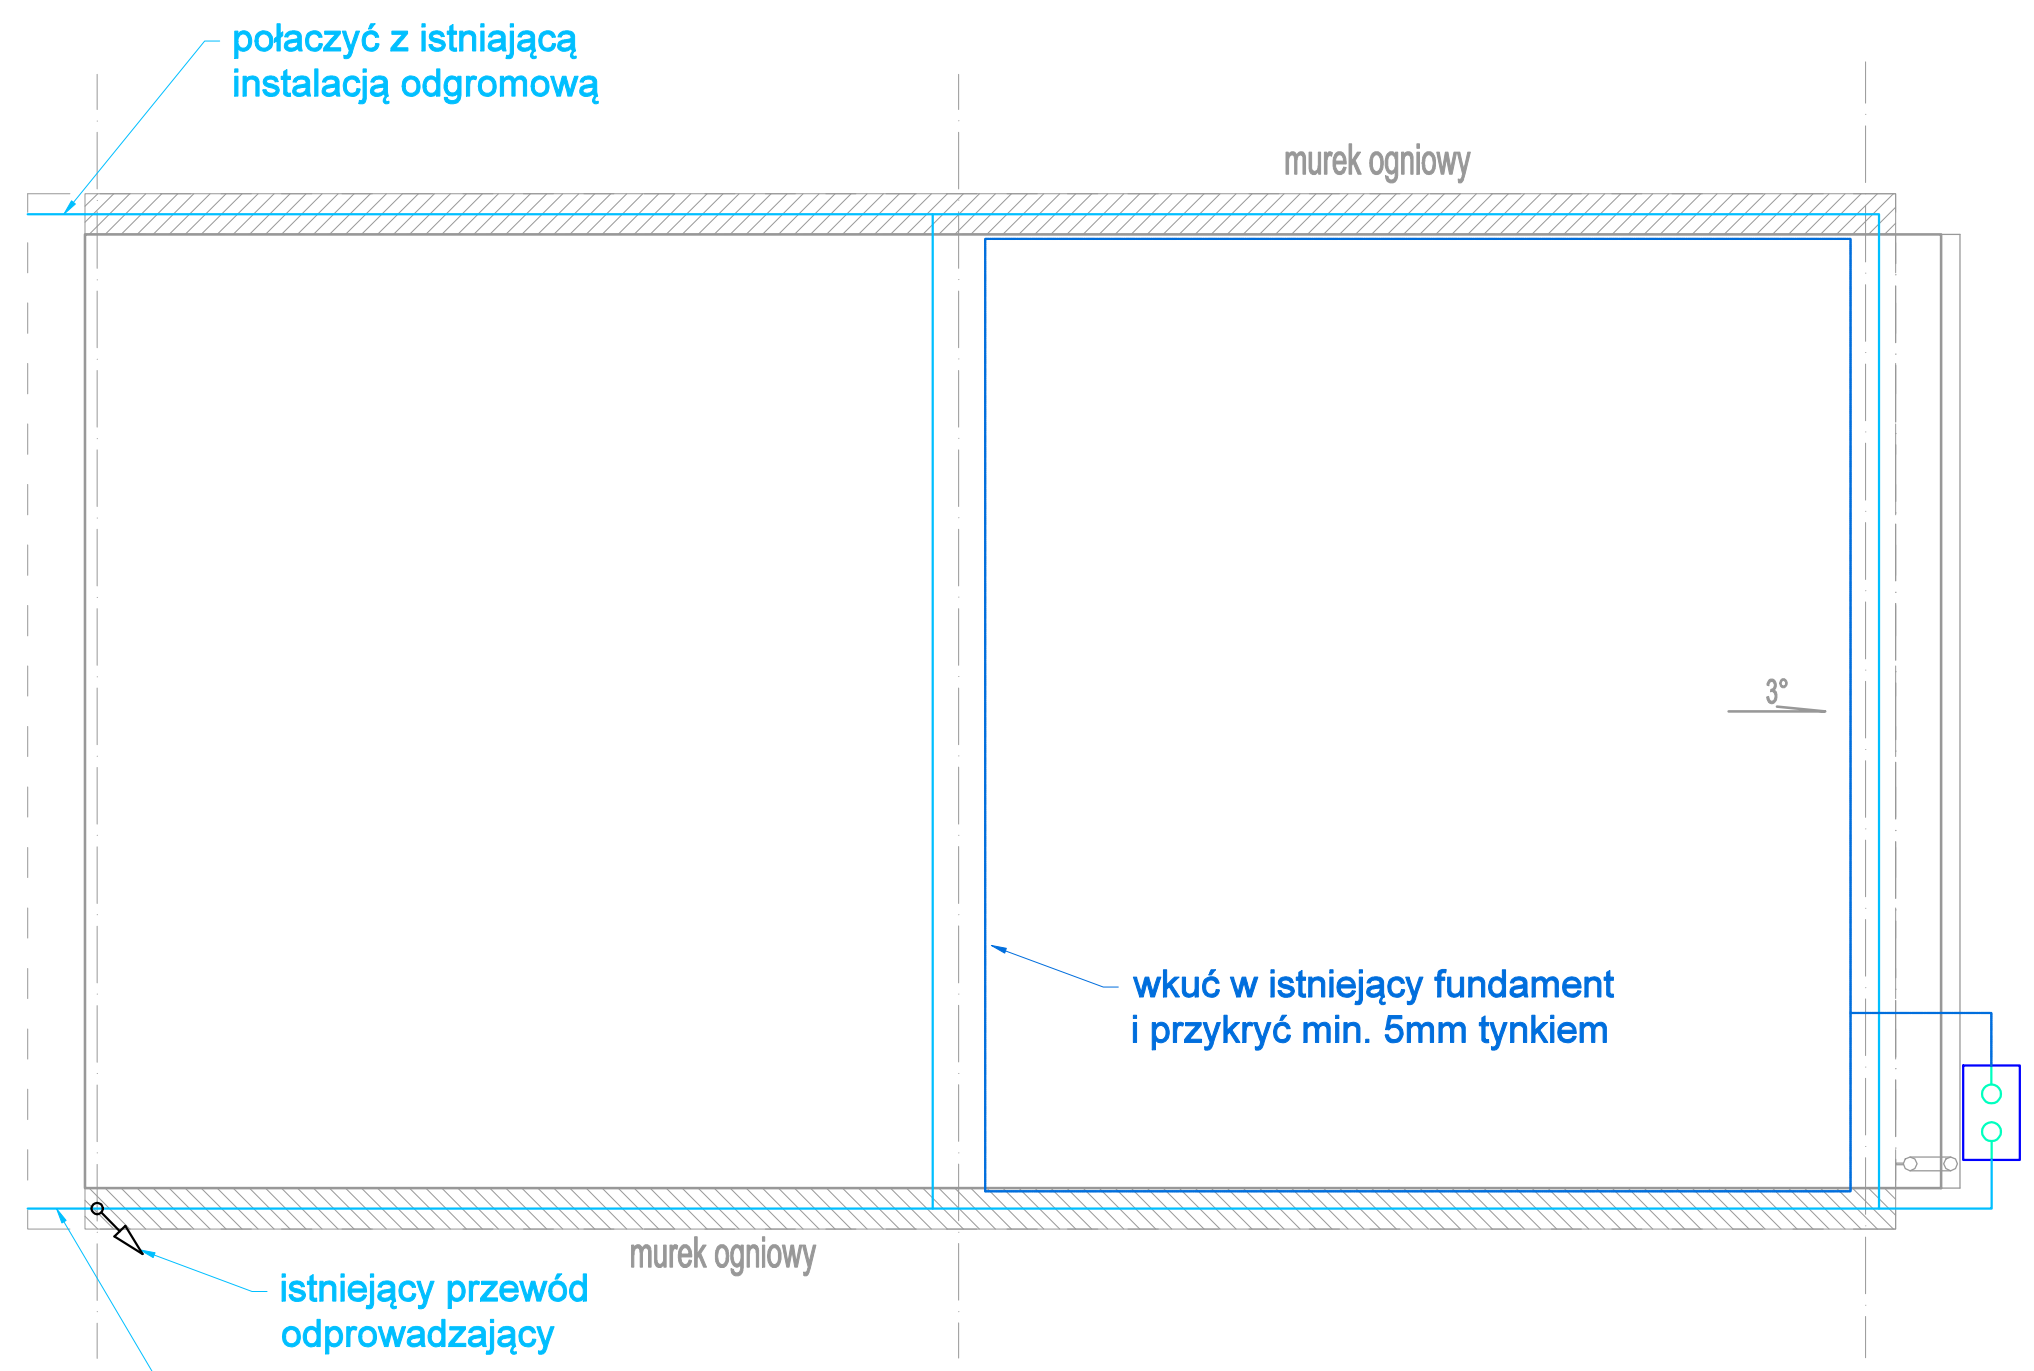 połaczyć z istniającą
instalacją odgromową
murek ogniowy
3°
wkuć w istniejący fundament
i przykryć min. 5mm tynkiem
murek ogniowy
istniejący przewód
odprowadzający